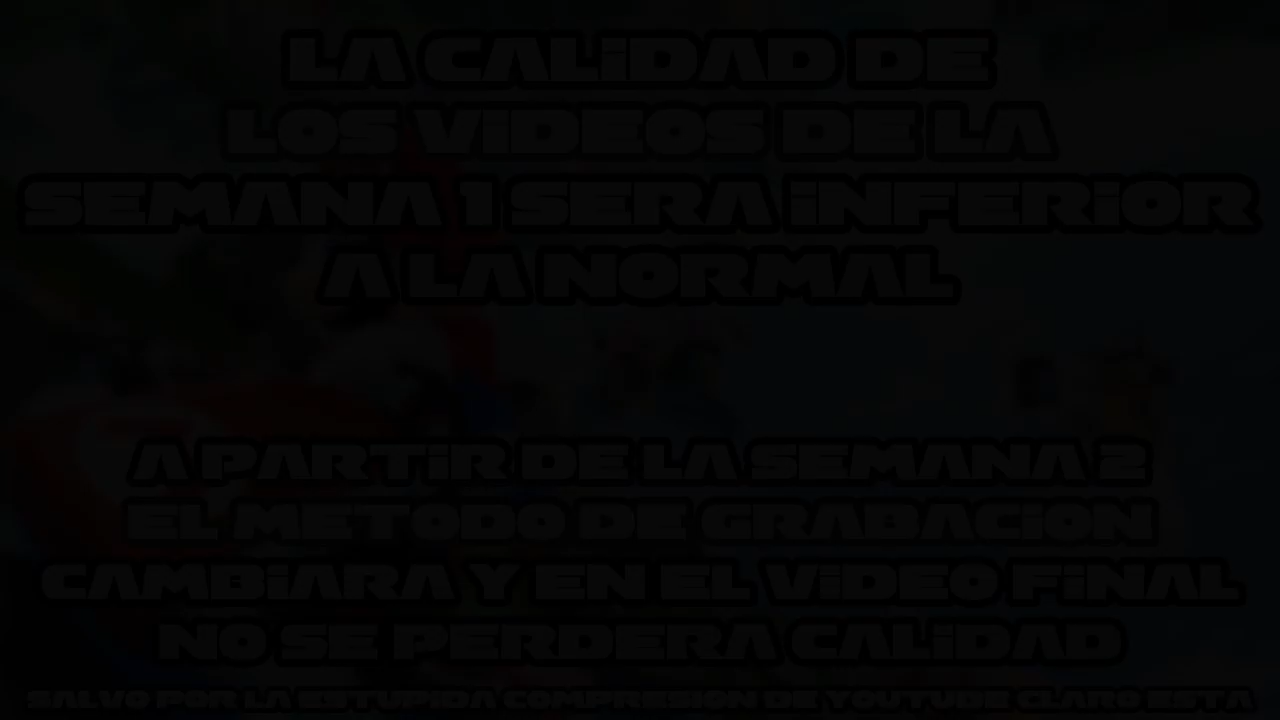 LA CALiDAD DE
LOS ViDEOS DE LA
SEMANA 1 SERA iNFERiOR
A LA NORMAL
A PARTiR DE LA SEMANA 2
EL METODO DE GRABACiON
CAMBiARA Y EN EL ViDEO FiNAL
NO SE PERDERA CALiDAD
SALVO POR LA ESTUPIDA COMPRESION DE YOUTUDE CLARO ESTA